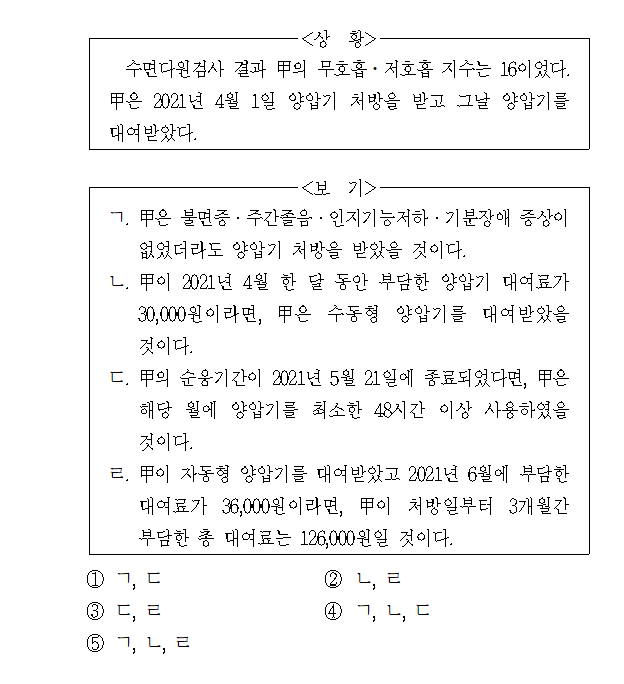 <상 황>
수면다원검사 결과 甲의 무호흡·저호흡 지수는 16이었다.
甲은 2021년 4월 1일 양압기 처방을 받고 그날 양압기를
대여받았다.
<보 기>
ㄱ. 甲은 불면증·주간졸음·인지기능저하·기분장애 증상이
없었더라도 양압기 처방을 받았을 것이다.
ㄴ. 甲이 2021년 4월 한 달 동안 부담한 양압기 대여료가
30,000원이라면, 甲은 수동형 양압기를 대여받았을
것이다.
ㄷ. 甲의 순응기간이 2021년 5월 21일에 종료되었다면, 甲은
해당 월에 양압기를 최소한 48시간 이상 사용하였을
것이다.
ㄹ. 甲이 자동형 양압기를 대여받았고 2021년 6월에 부담한
대여료가 36,000원이라면, 甲이 처방일부터 3개월간
부담한 총 대여료는 126,000원일 것이다.
① ㄱ, ㄷ ② ㄴ, ㄹ
③ ㄷ, ㄹ ④ ㄱ, ㄴ, ㄷ
⑤ ㄱ, ㄴ, ㄹ